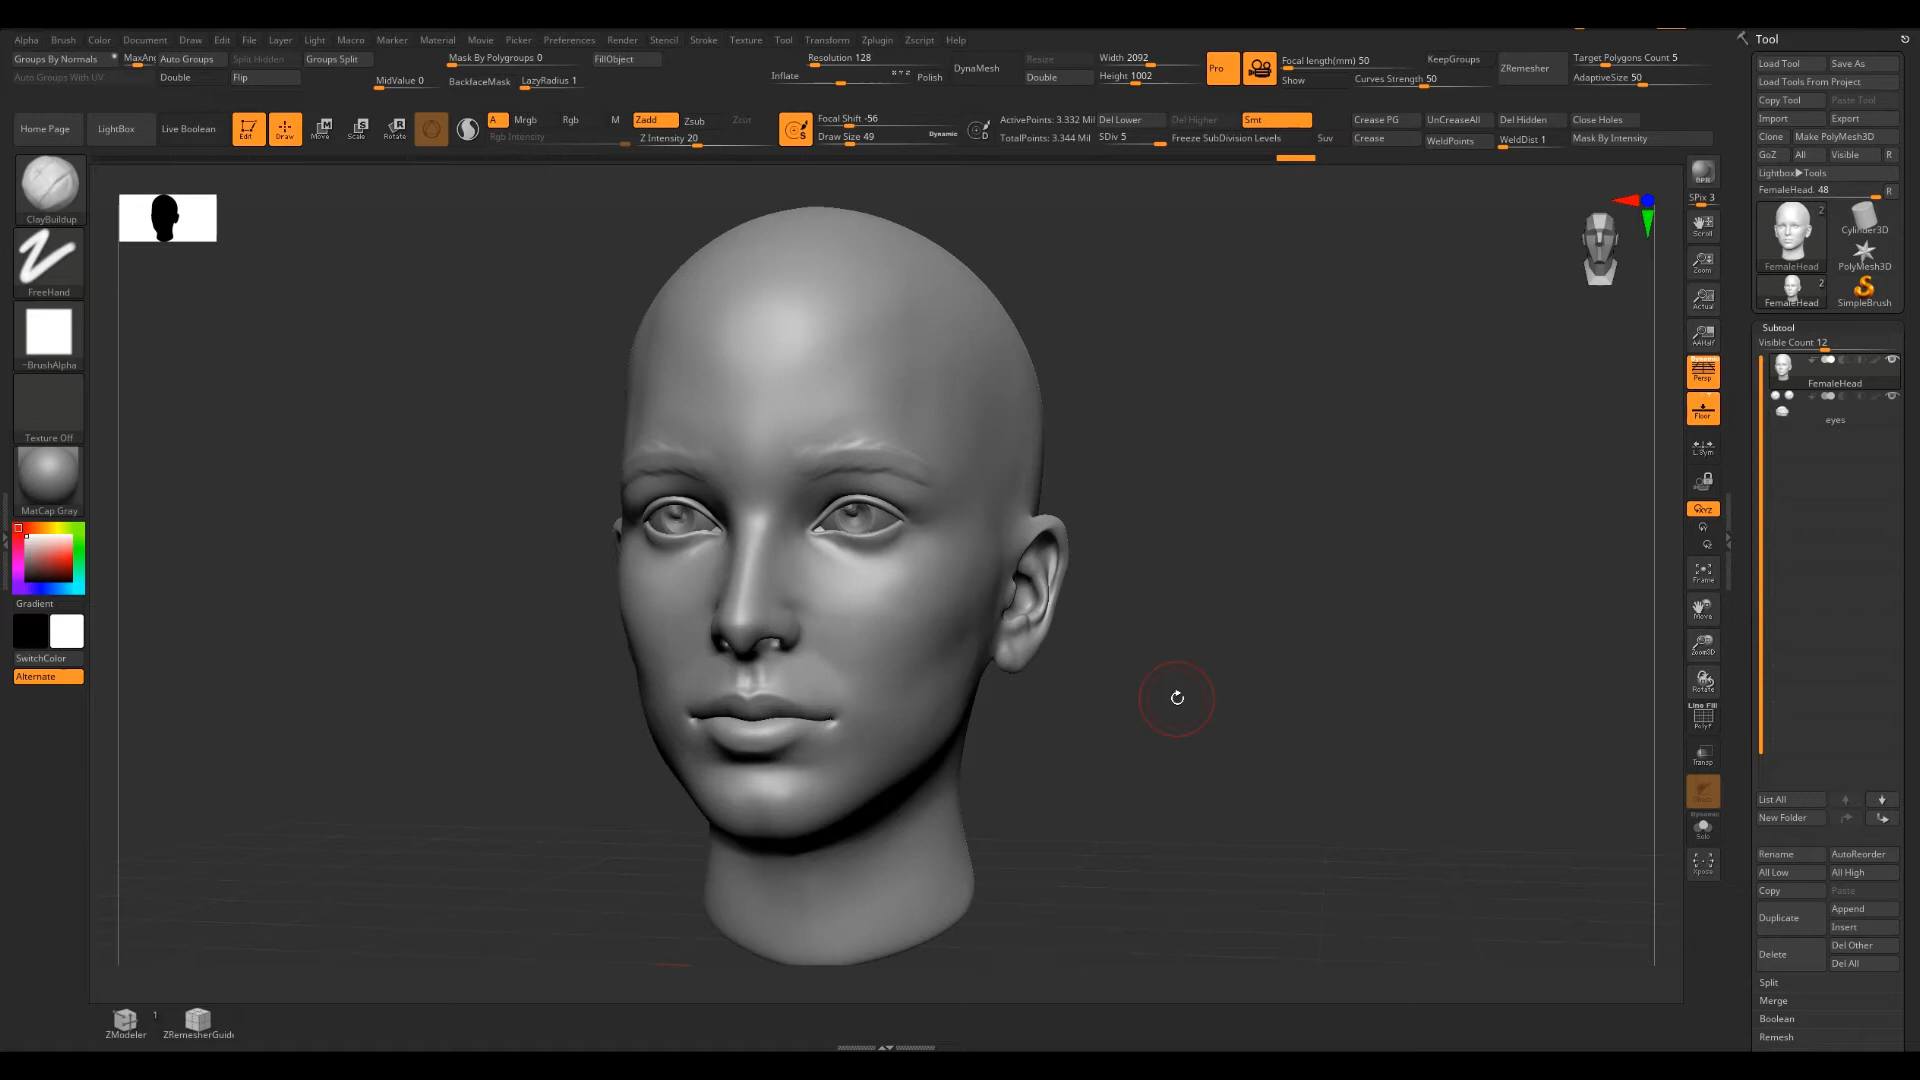 Alpha Brush Color Document Draw Edit File Layer Light Macro Marker Material Movie Picker Preferences Render Stencil Stroke Texture Tool Transform Zplugin Zscript Help
Groups By Normals MaxAng Auto Groups Split Hidden Groups Split
Auto Groups With UV Double Flip
Mask By Polygroups 0 FillObject
MidValue 0 BackfaceMask LazyRadius 1
Resolution 128
Inflate xYz Polish
DynaMesh Resize
Double
Width 2092
Height 1002
Pro
Focal length(mm) 50 KeepGroups
Show Curves Strength 50
ZRemesher
Target Polygons Count 5
AdaptiveSize 50
Home Page LightBox Live Boolean
Edit Draw Move Scale Rotate
A Mrgb Rgb M Zadd Zsub Zcut
Rgb Intensity Z Intensity 20
Focal Shift -56
Draw Size 49 Dynamic
ActivePoints: 3.332 Mil
TotalPoints: 3.344 Mil
Del Lower Del Higher Smt
SDiv 5 Freeze SubDivision Levels Suv
Crease PG UnCreaseAll Del Hidden Close Holes
Crease WeldPoints WeldDist 1 Mask By Intensity
ClayBuildup
FreeHand
~BrushAlpha
Texture Off
MatCap Gray
Gradient
SwitchColor
Alternate
ZModeler
1
ZRemesherGuide
BPR
SPix 3
Scroll
Zoom
Actual
AAHalf
Dynamic
Persp
Floor
L.Sym
XYZ
Frame
Move
Zoom3D
Rotate
Line Fill
PolyF
Transp
Dynamic
Solo
Xpose
Tool
Load Tool Save As
Load Tools From Project
Copy Tool Paste Tool
Import Export
Clone Make PolyMesh3D
GoZ All Visible R
Lightbox▶Tools
FemaleHead. 48 R
2
FemaleHead
Cylinder3D
PolyMesh3D
2
FemaleHead
SimpleBrush
Subtool
Visible Count 12
FemaleHead
eyes
List All
New Folder
Rename AutoReorder
All Low All High
Copy Paste
Duplicate Append
Insert
Delete Del Other
Del All
Split
Merge
Boolean
Remesh